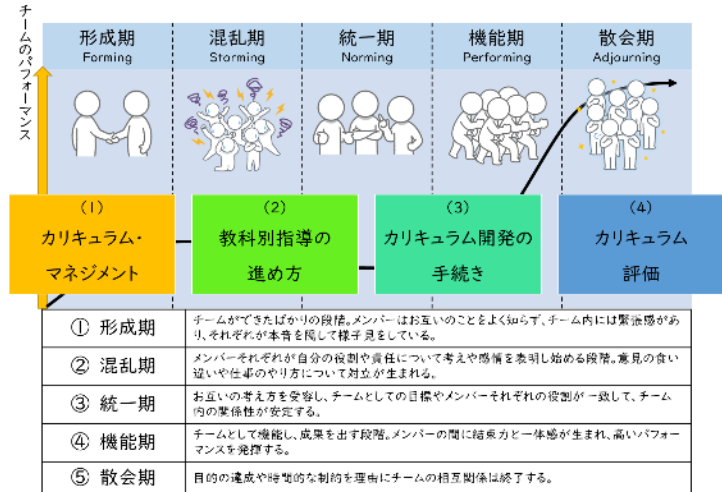 チームのパフォーマンス
形成期
Forming
混乱期
Storming
統一期
Norming
機能期
Performing
散会期
Adjourning
(1)
カリキュラム・
マネジメント
(2)
教科別指導の
進め方
(3)
カリキュラム開発の
手続き
(4)
カリキュラム
評価
① 形成期
チームができたばかりの段階。メンバーはお互いのことをよく知らず、チーム内には緊張感があ
り、それぞれが本音を隠して様子見をしている。
② 混乱期
メンバーそれぞれが自分の役割や責任について考えや感情を表明し始める段階。意見の食い
違いや仕事のやり方について対立が生まれる。
③ 統一期
お互いの考え方を受容し、チームとしての目標やメンバーそれぞれの役割が一致して、チーム
内の関係性が安定する。
④ 機能期
チームとして機能し、成果を出す段階。メンバーの間に結束力と一体感が生まれ、高いパフォー
マンスを発揮する。
⑤ 散会期
目的の達成や時間的な制約を理由にチームの相互関係は終了する。